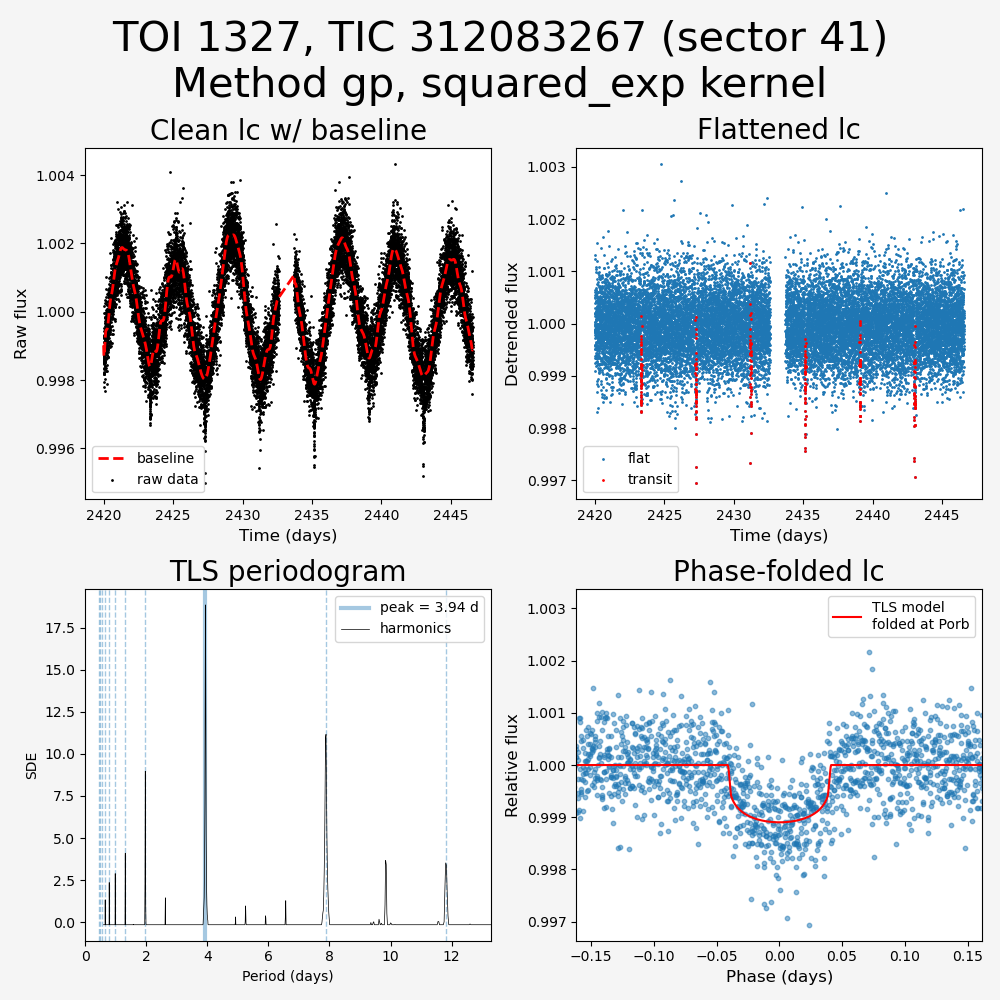 TOI 1327, TIC 312083267 (sector 41)
Method gp, squared_exp kernel
Clean lc w/ baseline
Raw flux
1.004
1.002
1.000
0.998
0.996
baseline
raw data
2420
2425
2430
2435
2440
2445
Time (days)
Flattened lc
Detrended flux
1.003
1.002
1.001
1.000
0.999
0.998
0.997
flat
transit
2420
2425
2430
2435
2440
2445
Time (days)
TLS periodogram
SDE
17.5
15.0
12.5
10.0
7.5
5.0
2.5
0.0
peak = 3.94 d
harmonics
0
2
4
6
8
10
12
Period (days)
Phase-folded lc
Relative flux
1.003
1.002
1.001
1.000
0.999
0.998
0.997
TLS model
folded at Porb
−0.15
−0.10
−0.05
0.00
0.05
0.10
0.15
Phase (days)